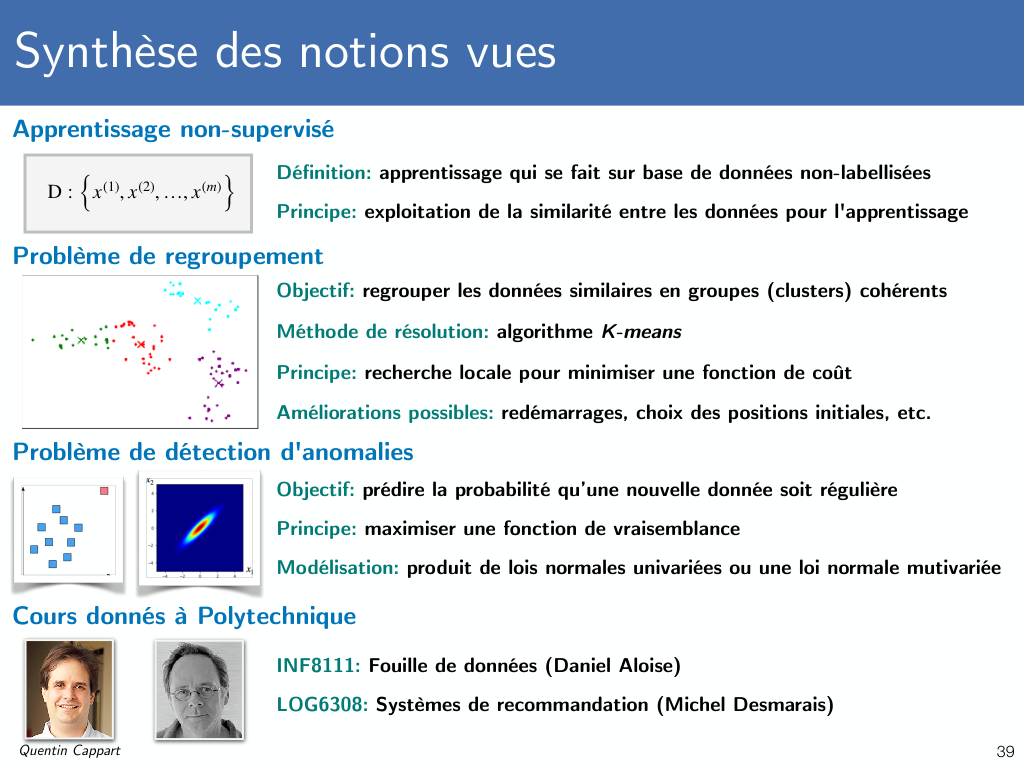 Synthèse des notions vues
Apprentissage non-supervisé
D : {x^(1), x^(2), …, x^(m)}
Définition: apprentissage qui se fait sur base de données non-labellisées
Principe: exploitation de la similarité entre les données pour l'apprentissage
Problème de regroupement
Objectif: regrouper les données similaires en groupes (clusters) cohérents
Méthode de résolution: algorithme K-means
Principe: recherche locale pour minimiser une fonction de coût
Améliorations possibles: redémarrages, choix des positions initiales, etc.
Problème de détection d'anomalies
x2
x1
Objectif: prédire la probabilité qu’une nouvelle donnée soit régulière
Principe: maximiser une fonction de vraisemblance
Modélisation: produit de lois normales univariées ou une loi normale mutivariée
Cours donnés à Polytechnique
INF8111: Fouille de données (Daniel Aloise)
LOG6308: Systèmes de recommandation (Michel Desmarais)
Quentin Cappart
39